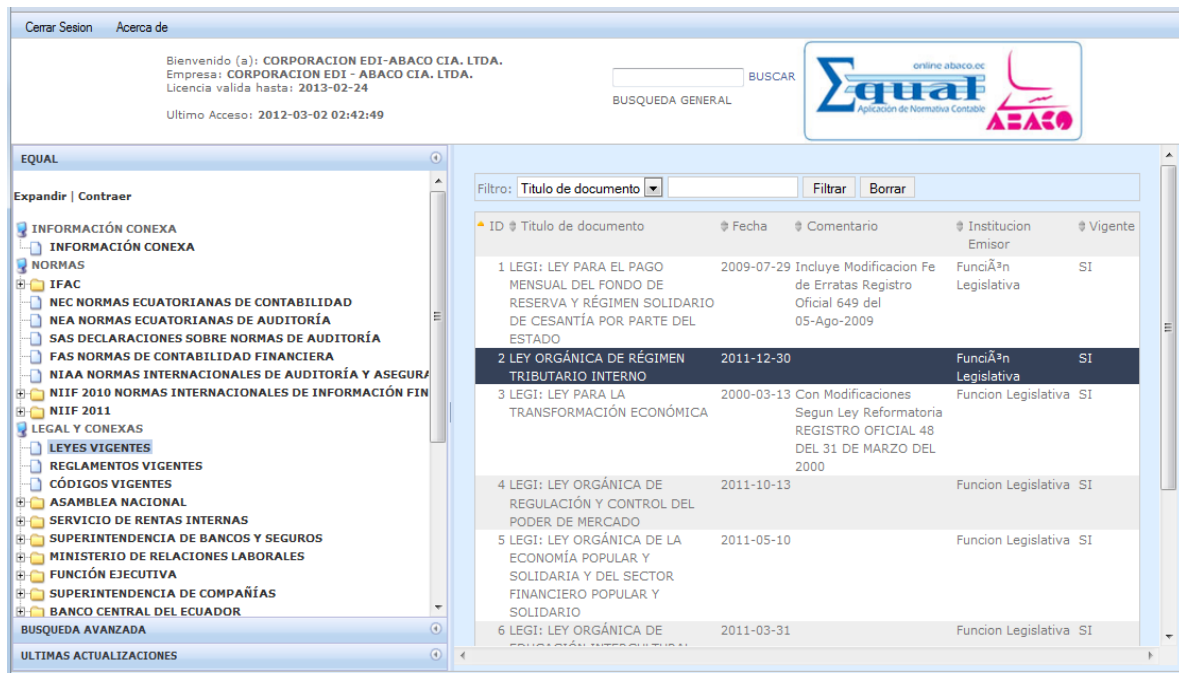 Cerrar Sesion Acerca de
Bienvenido (a): CORPORACION EDI-ABACO CIA. LTDA.
Empresa: CORPORACION EDI - ABACO CIA. LTDA.
Licencia valida hasta: 2013-02-24
Ultimo Acceso: 2012-03-02 02:42:49
BUSCAR
BUSQUEDA GENERAL
online abaco.ec
Equal
Aplicación de Normativa Contable
ABACO
EQUAL
Expandir | Contraer
INFORMACIÓN CONEXA
INFORMACIÓN CONEXA
NORMAS
IFAC
NEC NORMAS ECUATORIANAS DE CONTABILIDAD
NEA NORMAS ECUATORIANAS DE AUDITORÍA
SAS DECLARACIONES SOBRE NORMAS DE AUDITORÍA
FAS NORMAS DE CONTABILIDAD FINANCIERA
NIAA NORMAS INTERNACIONALES DE AUDITORÍA Y ASEGURA
NIIF 2010 NORMAS INTERNACIONALES DE INFORMACIÓN FIN
NIIF 2011
LEGAL Y CONEXAS
LEYES VIGENTES
REGLAMENTOS VIGENTES
CÓDIGOS VIGENTES
ASAMBLEA NACIONAL
SERVICIO DE RENTAS INTERNAS
SUPERINTENDENCIA DE BANCOS Y SEGUROS
MINISTERIO DE RELACIONES LABORALES
FUNCIÓN EJECUTIVA
SUPERINTENDENCIA DE COMPAÑÍAS
BANCO CENTRAL DEL ECUADOR
BUSQUEDA AVANZADA
ULTIMAS ACTUALIZACIONES
Filtro: Titulo de documento Filtrar Borrar
ID Titulo de documento Fecha Comentario Institucion Vigente
Emisor
1 LEGI: LEY PARA EL PAGO 2009-07-29 Incluye Modificacion Fe FunciÃ³n SI
MENSUAL DEL FONDO DE de Erratas Registro Legislativa
RESERVA Y RÉGIMEN SOLIDARIO Oficial 649 del
DE CESANTÍA POR PARTE DEL 05-Ago-2009
ESTADO
2 LEY ORGÁNICA DE RÉGIMEN 2011-12-30 FunciÃ³n SI
TRIBUTARIO INTERNO Legislativa
3 LEGI: LEY PARA LA 2000-03-13 Con Modificaciones Funcion Legislativa SI
TRANSFORMACIÓN ECONÓMICA Segun Ley Reformatoria
REGISTRO OFICIAL 48
DEL 31 DE MARZO DEL
2000
4 LEGI: LEY ORGÁNICA DE 2011-10-13 Funcion Legislativa SI
REGULACIÓN Y CONTROL DEL
PODER DE MERCADO
5 LEGI: LEY ORGÁNICA DE LA 2011-05-10 Funcion Legislativa SI
ECONOMÍA POPULAR Y
SOLIDARIA Y DEL SECTOR
FINANCIERO POPULAR Y
SOLIDARIO
6 LEGI: LEY ORGÁNICA DE 2011-03-31 Funcion Legislativa SI
EDUCACIÓN INTERCULTURAL